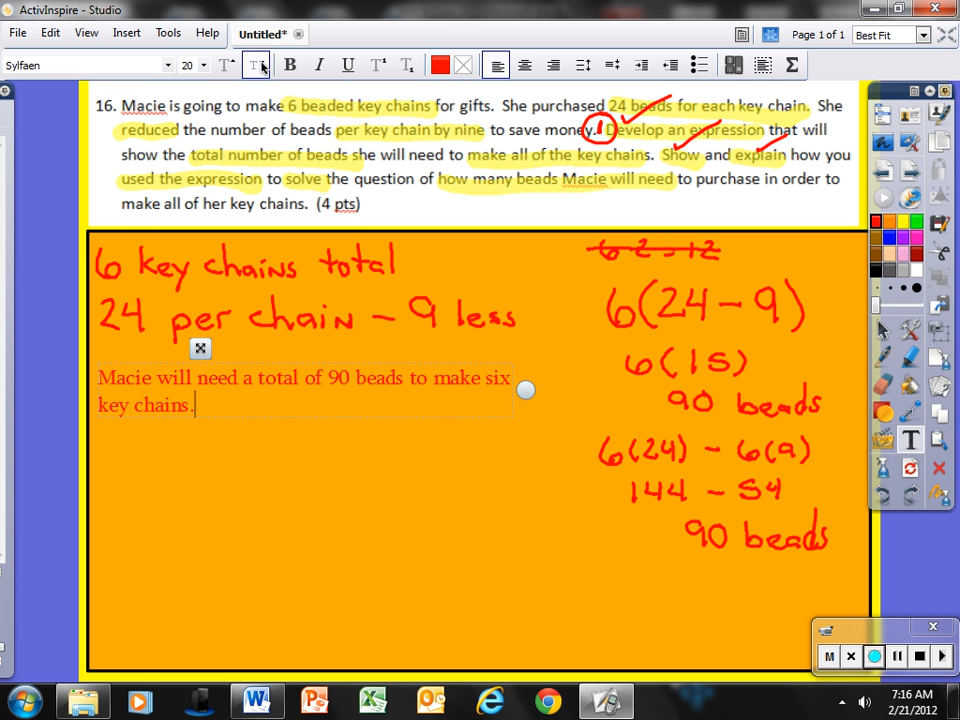 ActivInspire - Studio
File Edit View Insert Tools Help Untitled* Page 1 of 1 Best Fit
Sylfaen 20 B I U Σ
16. Macie is going to make 6 beaded key chains for gifts. She purchased 24 beads for each key chain. She
reduced the number of beads per key chain by nine to save money. 1 Develop an expression that will
show the total number of beads she will need to make all of the key chains. Show and explain how you
used the expression to solve the question of how many beads Macie will need to purchase in order to
make all of her key chains. (4 pts)
6 key chains total
24 per chain - 9 less
Macie will need a total of 90 beads to make six
key chains.
6(24 - 9)
6(15)
90 beads
6(24) - 6(9)
144 - 54
90 beads
M
7:16 AM
2/21/2012